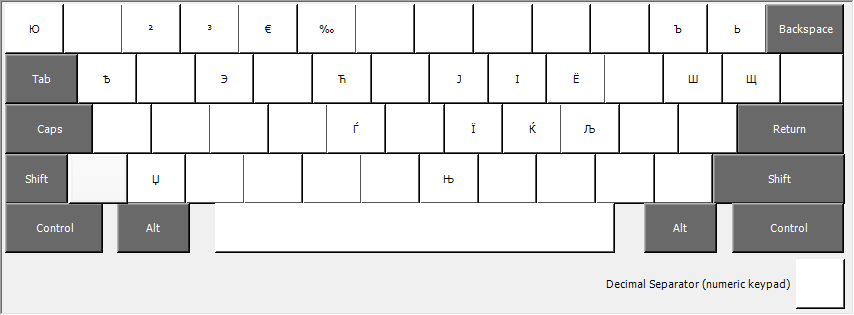 Ю ² ³ € ‰ Ъ Ь Backspace
Tab Ѣ Э Ћ Ј І Ё Ш Щ
Caps Ѓ Ї Ќ Љ Return
Shift Џ Њ Shift
Control Alt Alt Control
Decimal Separator (numeric keypad)